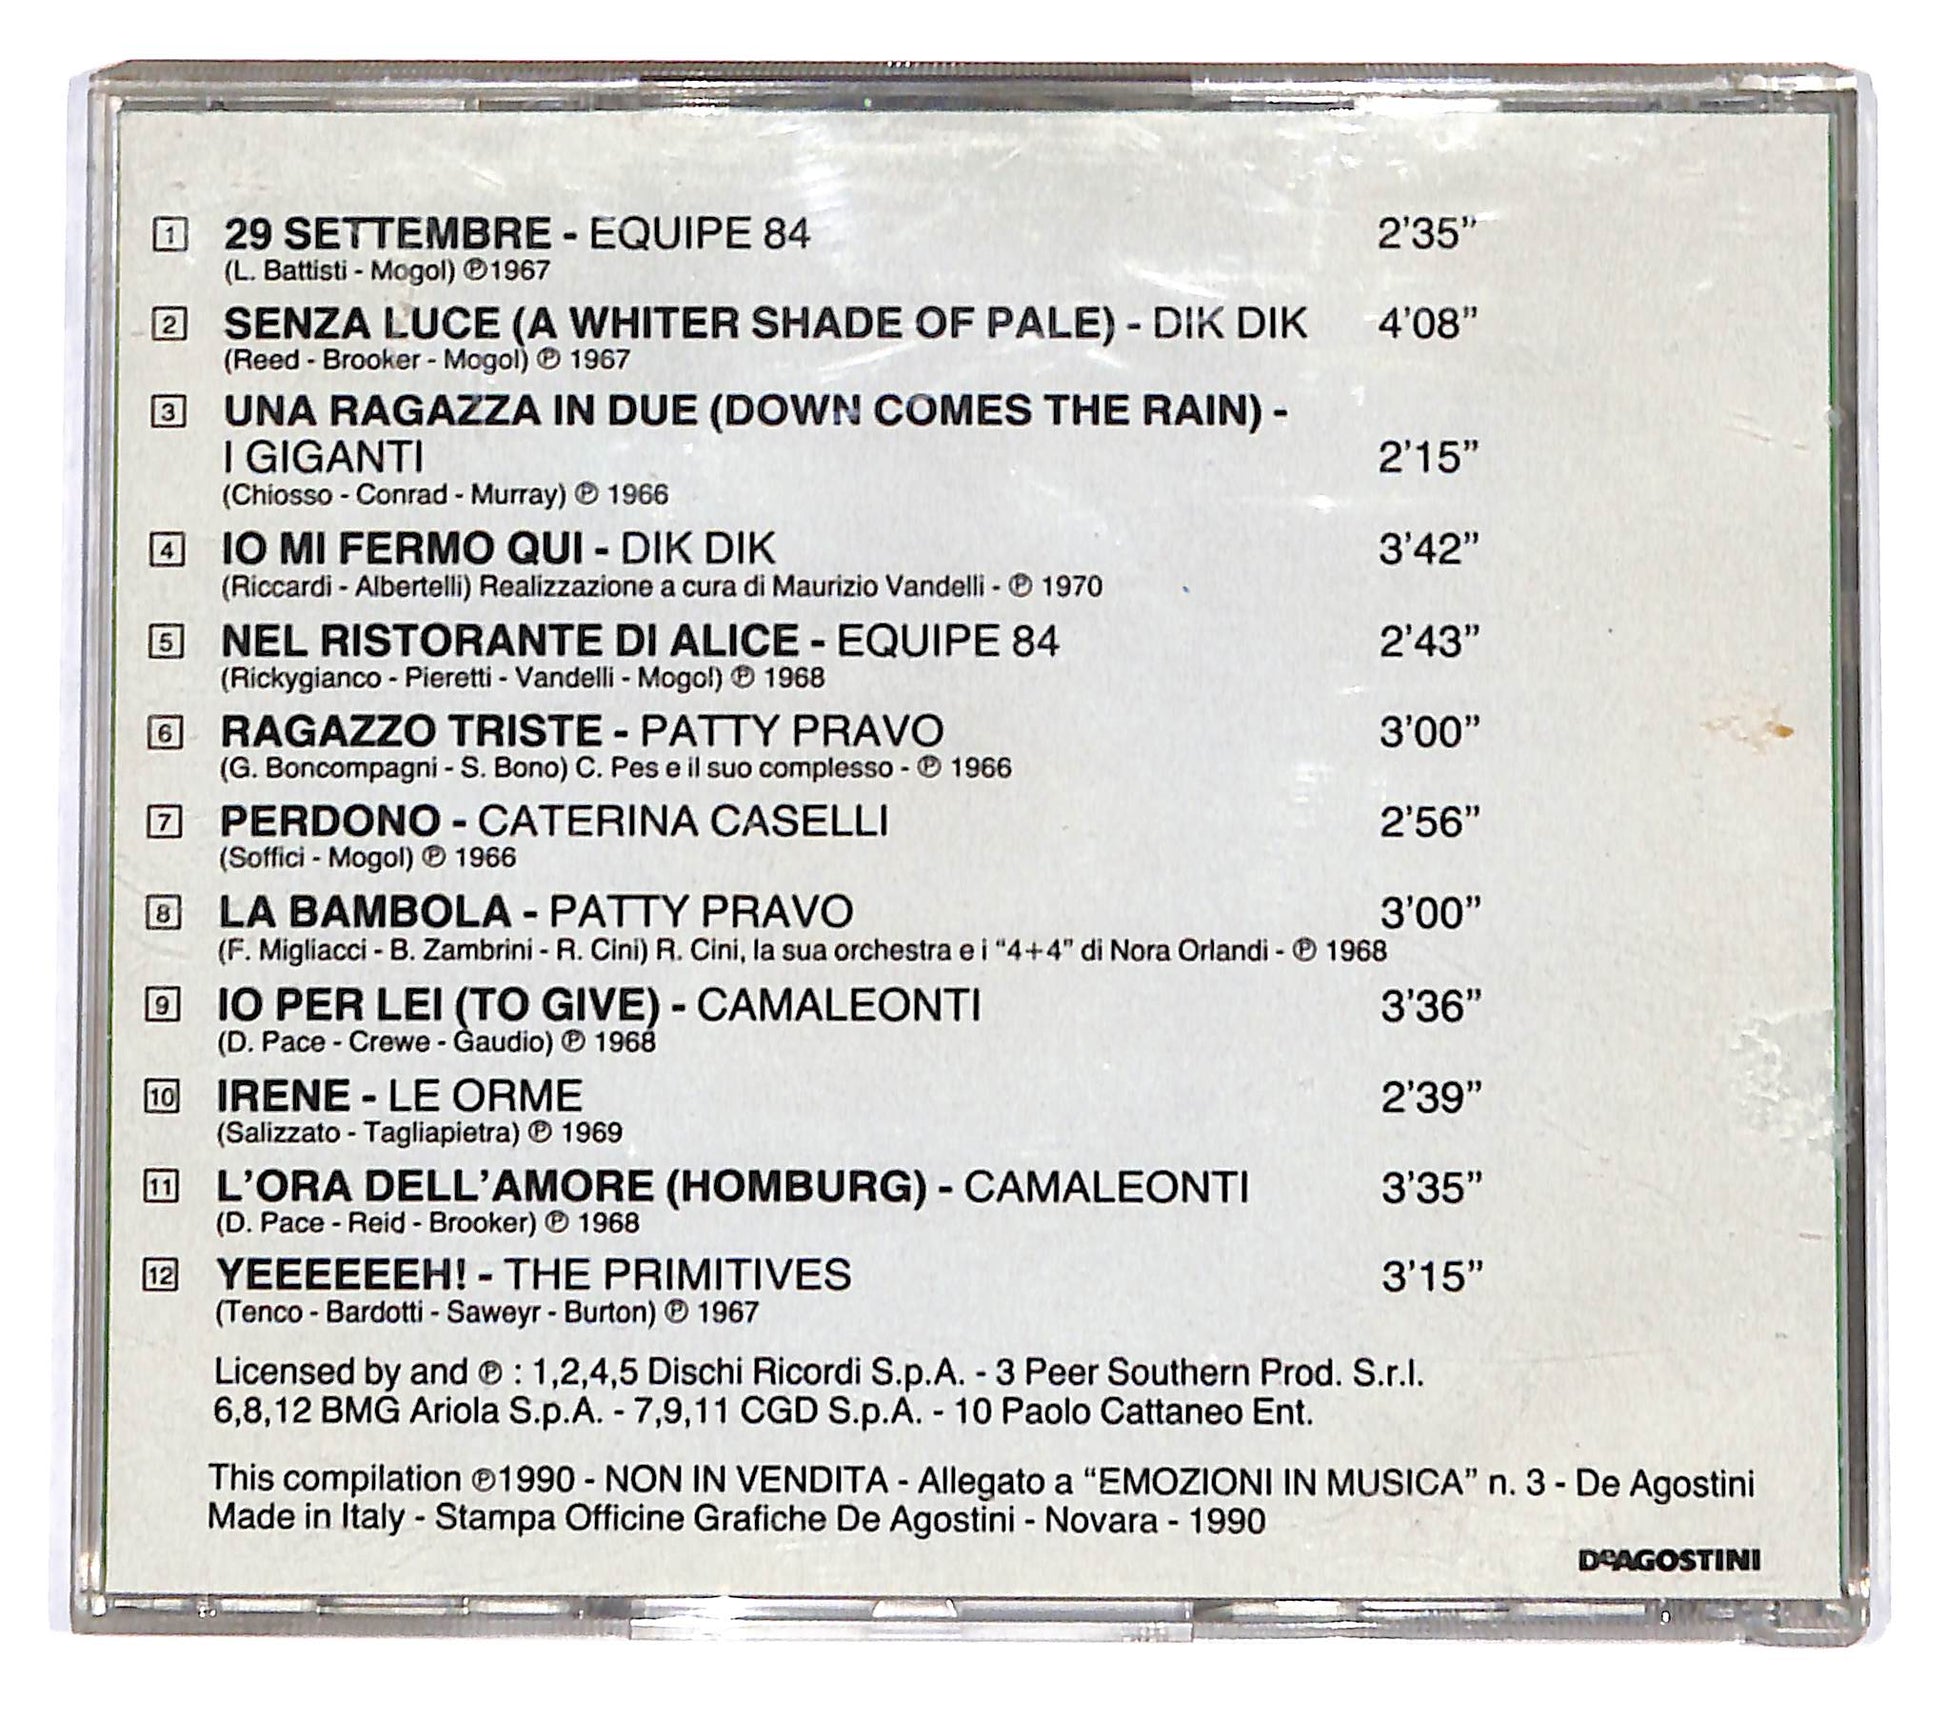 1 29 SETTEMBRE - EQUIPE 84 2'35”
(L. Battisti - Mogol) ℗1967
2 SENZA LUCE (A WHITER SHADE OF PALE) - DIK DIK 4'08”
(Reed - Brooker - Mogol) ℗ 1967
3 UNA RAGAZZA IN DUE (DOWN COMES THE RAIN) -
I GIGANTI 2'15”
(Chiosso - Conrad - Murray) ℗ 1966
4 IO MI FERMO QUI - DIK DIK 3'42”
(Riccardi - Albertelli) Realizzazione a cura di Maurizio Vandelli - ℗ 1970
5 NEL RISTORANTE DI ALICE - EQUIPE 84 2'43”
(Rickygianco - Pieretti - Vandelli - Mogol) ℗ 1968
6 RAGAZZO TRISTE - PATTY PRAVO 3'00”
(G. Boncompagni - S. Bono) C. Pes e il suo complesso - ℗ 1966
7 PERDONO - CATERINA CASELLI 2'56”
(Soffici - Mogol) ℗ 1966
8 LA BAMBOLA - PATTY PRAVO 3'00”
(F. Migliacci - B. Zambrini - R. Cini) R. Cini, la sua orchestra e i “4+4” di Nora Orlandi - ℗ 1968
9 IO PER LEI (TO GIVE) - CAMALEONTI 3'36”
(D. Pace - Crewe - Gaudio) ℗ 1968
10 IRENE - LE ORME 2'39”
(Salizzato - Tagliapietra) ℗ 1969
11 L'ORA DELL'AMORE (HOMBURG) - CAMALEONTI 3'35”
(D. Pace - Reid - Brooker) ℗ 1968
12 YEEEEEEH! - THE PRIMITIVES 3'15”
(Tenco - Bardotti - Saweyr - Burton) ℗ 1967
Licensed by and ℗ : 1,2,4,5 Dischi Ricordi S.p.A. - 3 Peer Southern Prod. S.r.l.
6,8,12 BMG Ariola S.p.A. - 7,9,11 CGD S.p.A. - 10 Paolo Cattaneo Ent.
This compilation ℗1990 - NON IN VENDITA - Allegato a “EMOZIONI IN MUSICA” n. 3 - De Agostini
Made in Italy - Stampa Officine Grafiche De Agostini - Novara - 1990
DeAGOSTINI